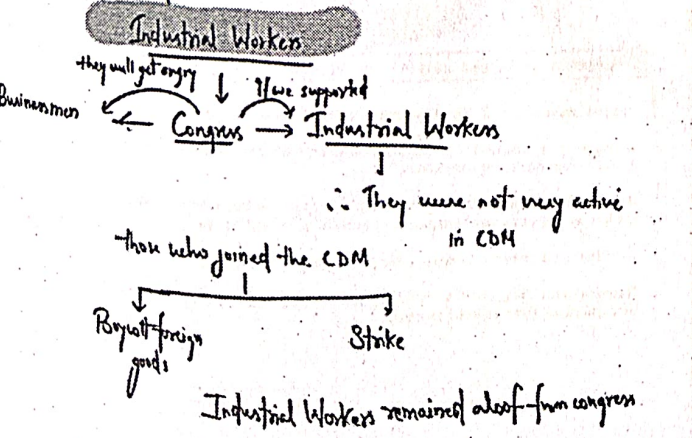 Industrial Workers
they will get angry
If we supported
Businessmen ← Congress → Industrial Workers
∴ They were not very active
in CDM
those who joined the CDM
Boycott foreign
goods
Strike
Industrial Workers remained aloof from congress